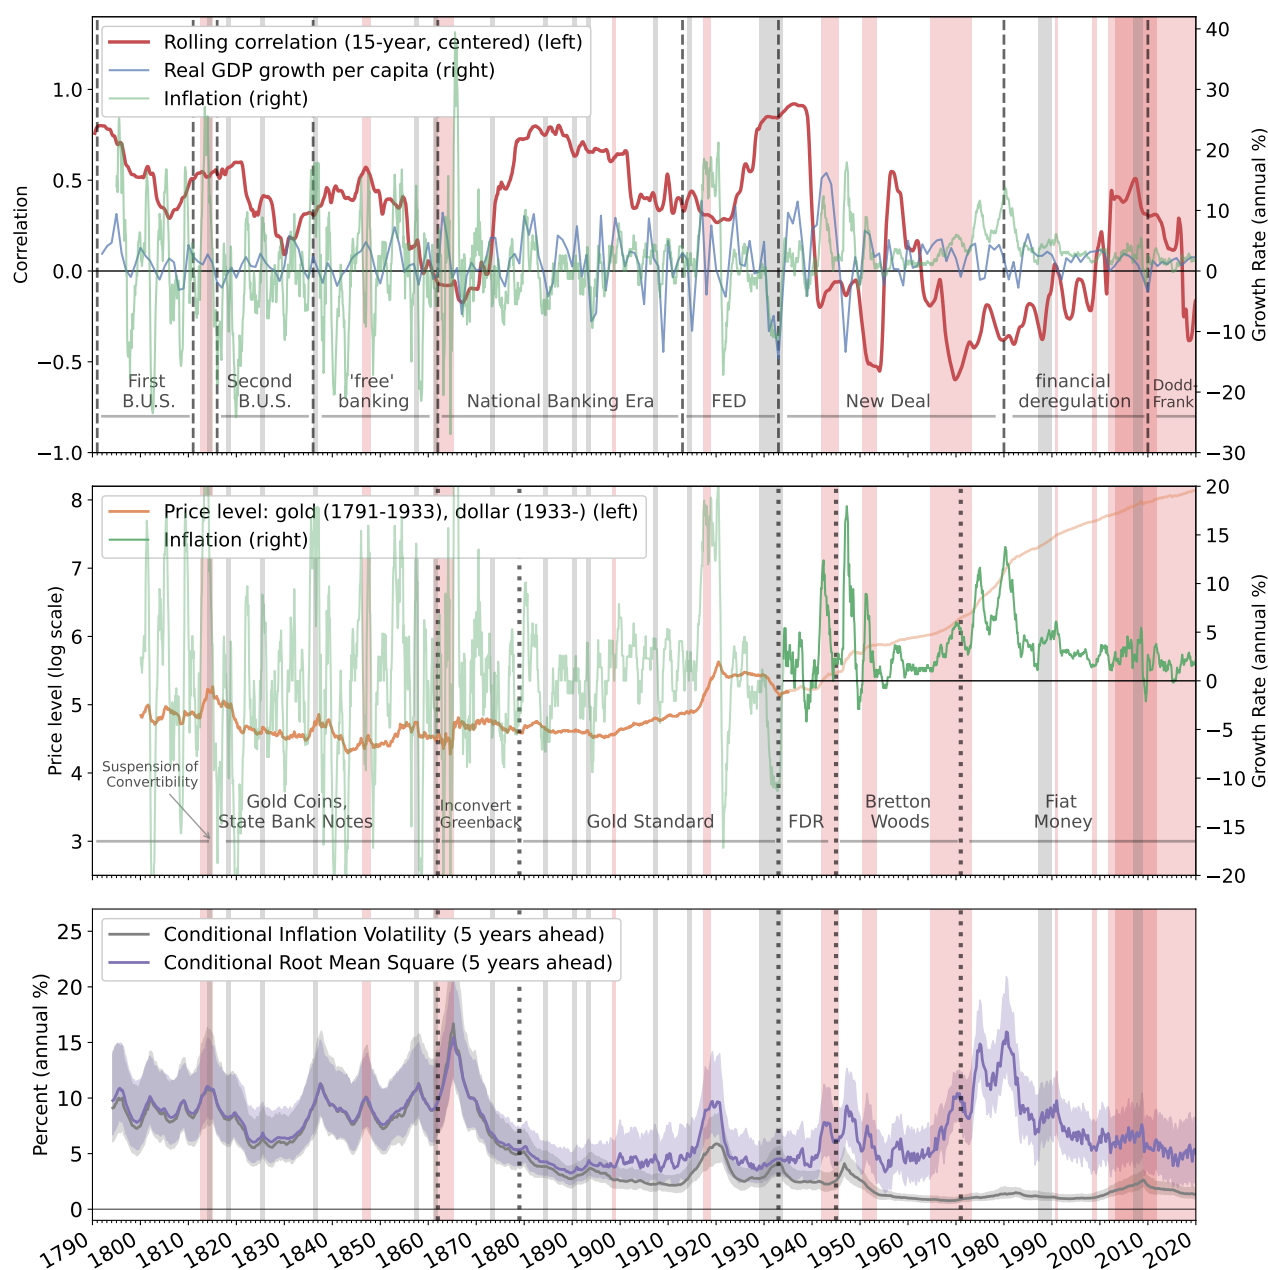 Rolling correlation (15-year, centered) (left)
Real GDP growth per capita (right)
Inflation (right)
Correlation
1.0
0.5
0.0
−0.5
−1.0
40
30
20
10
0
−10
−20
−30
Growth Rate (annual %)
First
B.U.S.
Second
B.U.S.
'free'
banking
National Banking Era
FED
New Deal
financial
deregulation
Dodd-
Frank
Price level: gold (1791-1933), dollar (1933-) (left)
Inflation (right)
Price level (log scale)
8
7
6
5
4
3
20
15
10
5
0
−5
−10
−15
−20
Growth Rate (annual %)
Suspension of
Convertibility
Gold Coins,
State Bank Notes
Inconvert
Greenback
Gold Standard
FDR
Bretton
Woods
Fiat
Money
Conditional Inflation Volatility (5 years ahead)
Conditional Root Mean Square (5 years ahead)
Percent (annual %)
25
20
15
10
5
0
1790 1800 1810 1820 1830 1840 1850 1860 1870 1880 1890 1900 1910 1920 1930 1940 1950 1960 1970 1980 1990 2000 2010 2020